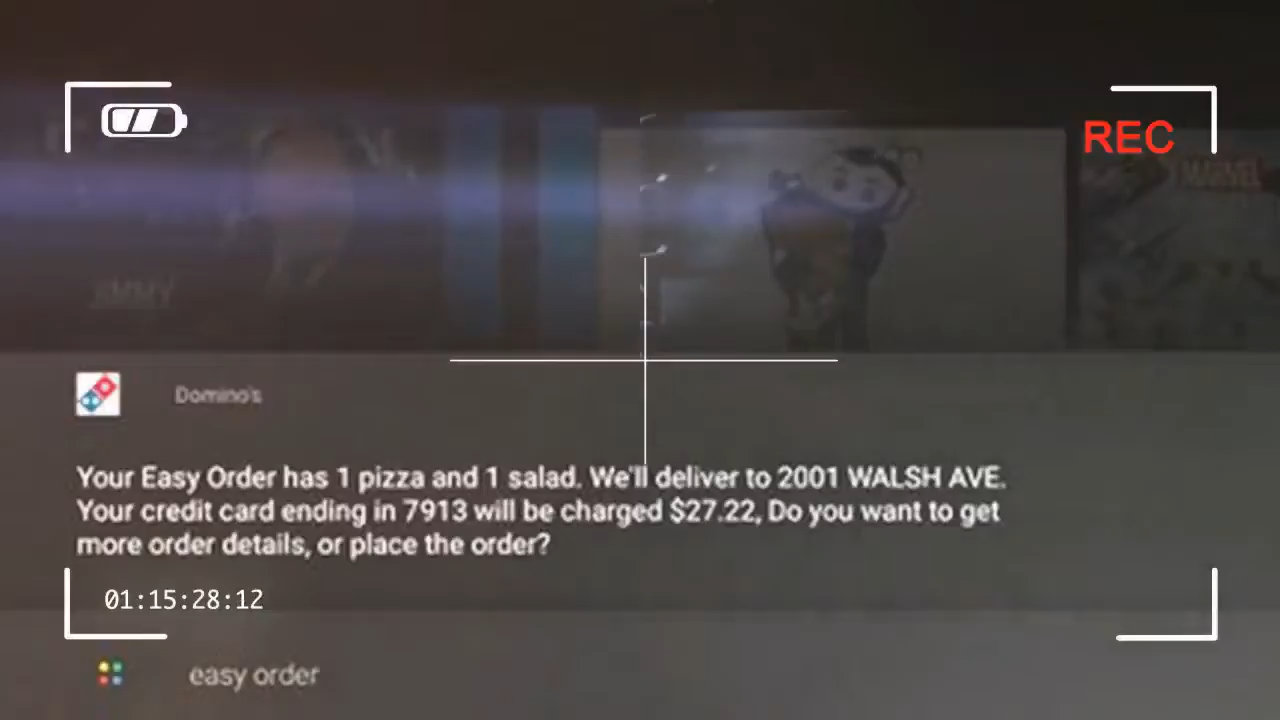 REC
MARVEL
JIMMY
Domino's
Your Easy Order has 1 pizza and 1 salad. We'll deliver to 2001 WALSH AVE.
Your credit card ending in 7913 will be charged $27.22, Do you want to get
more order details, or place the order?
01:15:28:12
easy order